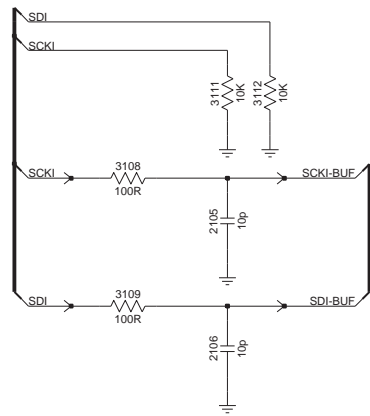 SDI
SCKI
3111
10K
3112
10K
SCKI
3108
100R
SCKI-BUF
2105
10p
SDI
3109
100R
SDI-BUF
2106
10p